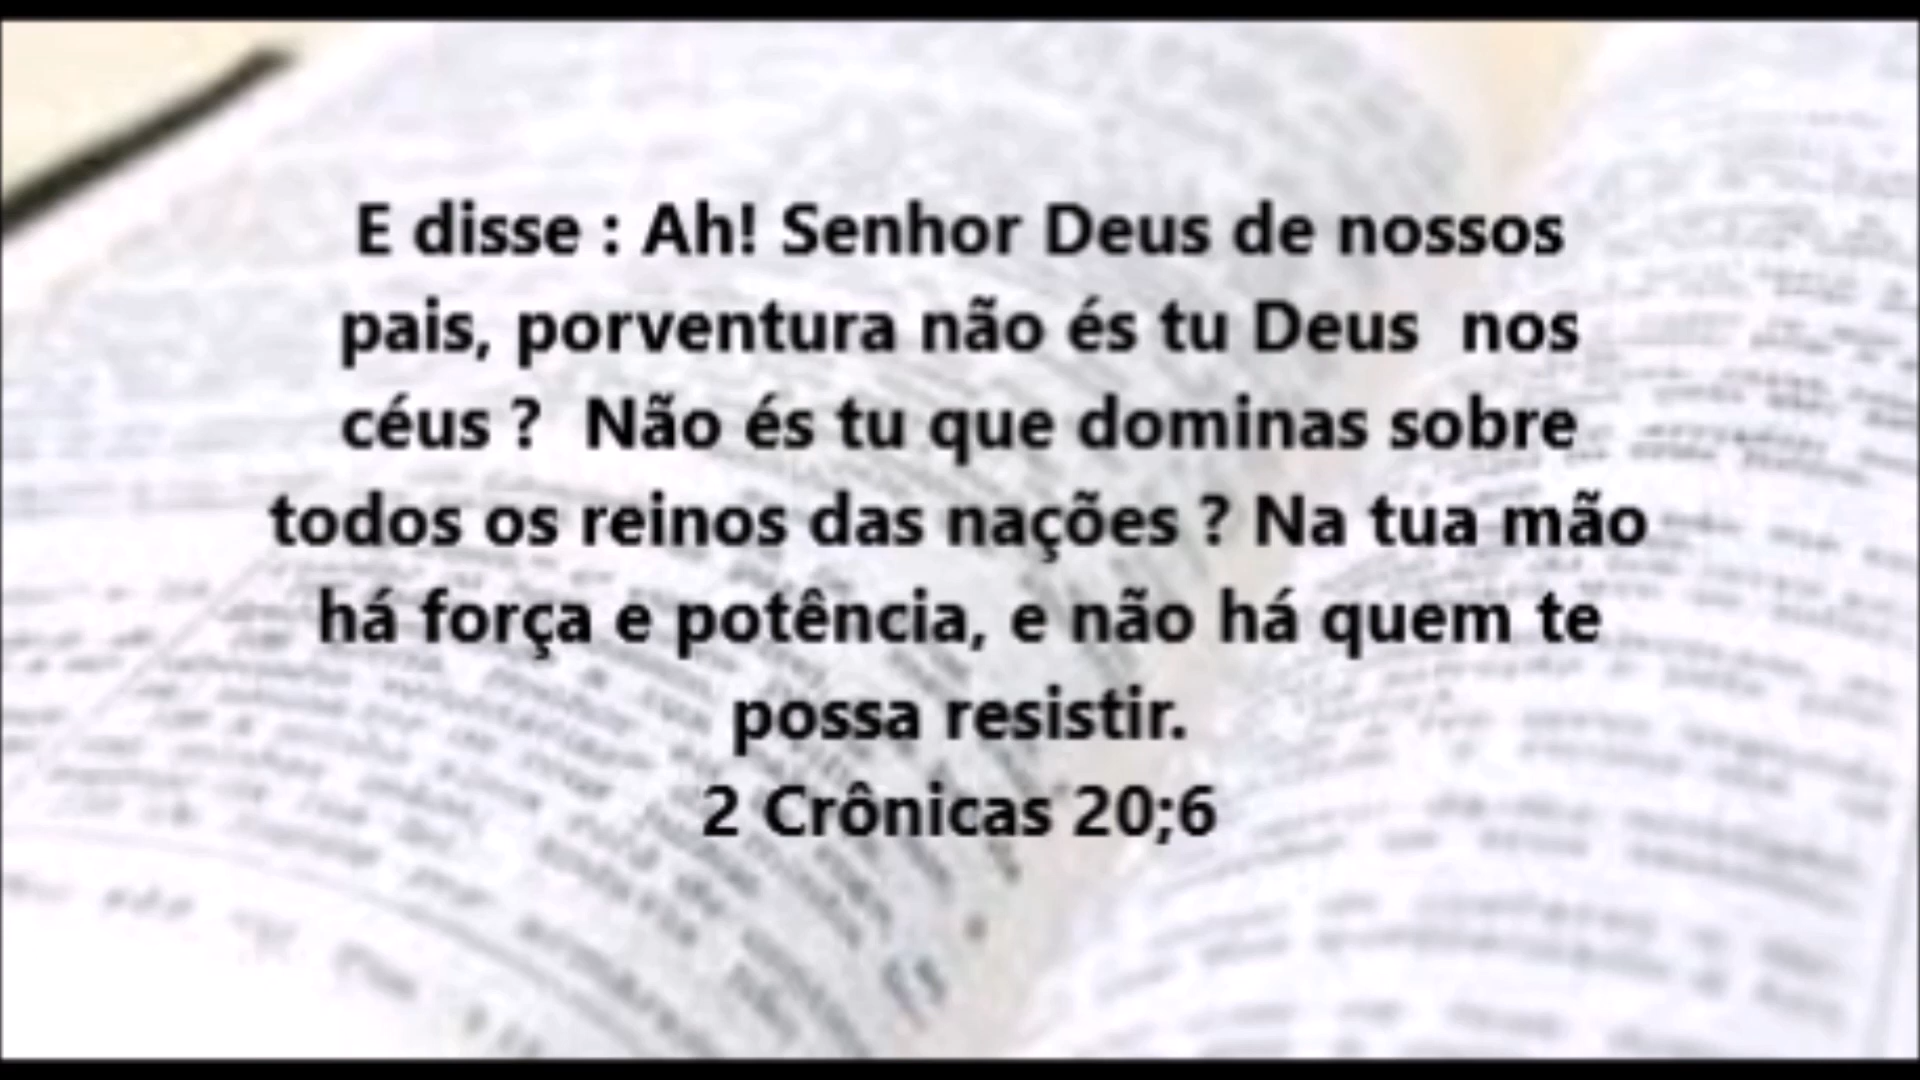 E disse : Ah! Senhor Deus de nossos
pais, porventura não és tu Deus  nos
céus ?  Não és tu que dominas sobre
todos os reinos das nações ? Na tua mão
há força e potência, e não há quem te
possa resistir.
2 Crônicas 20;6